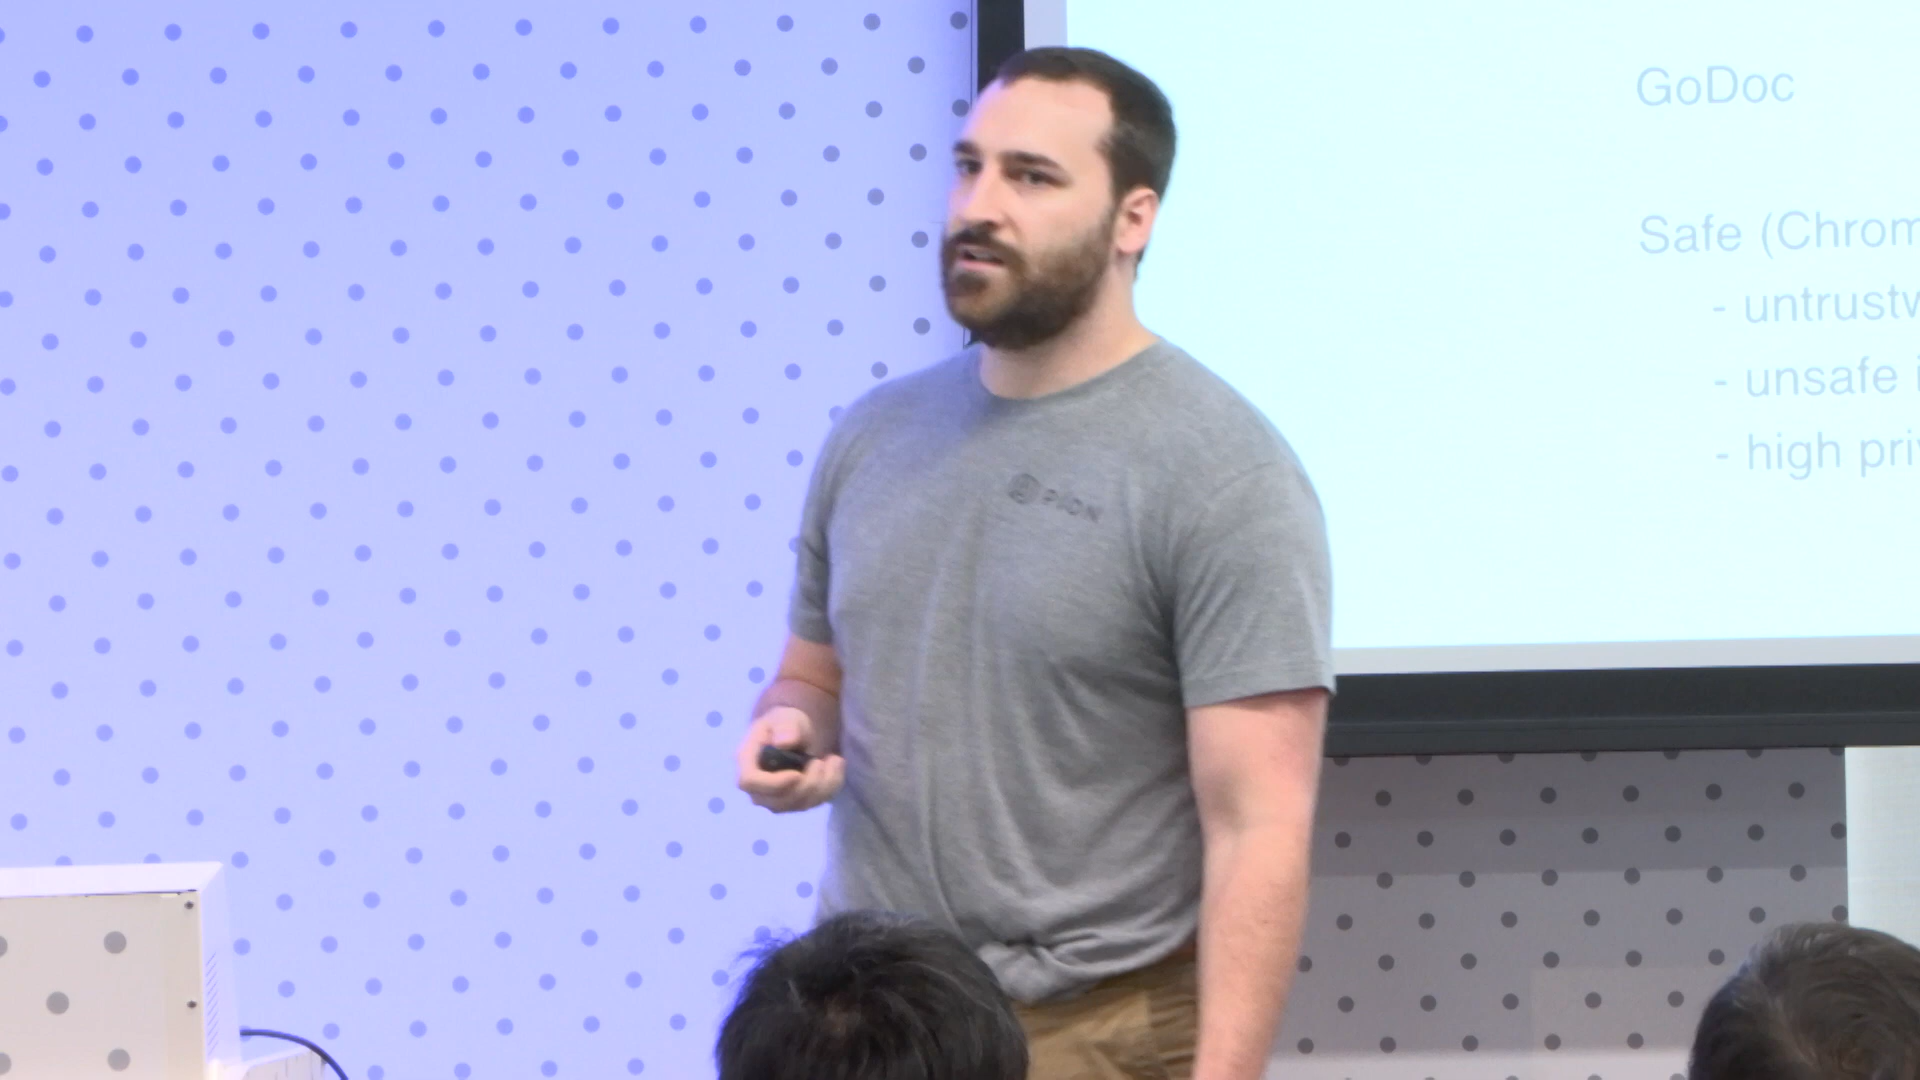 GoDoc
Safe (Chrom
- untrustw
- unsafe i
- high priv
PION